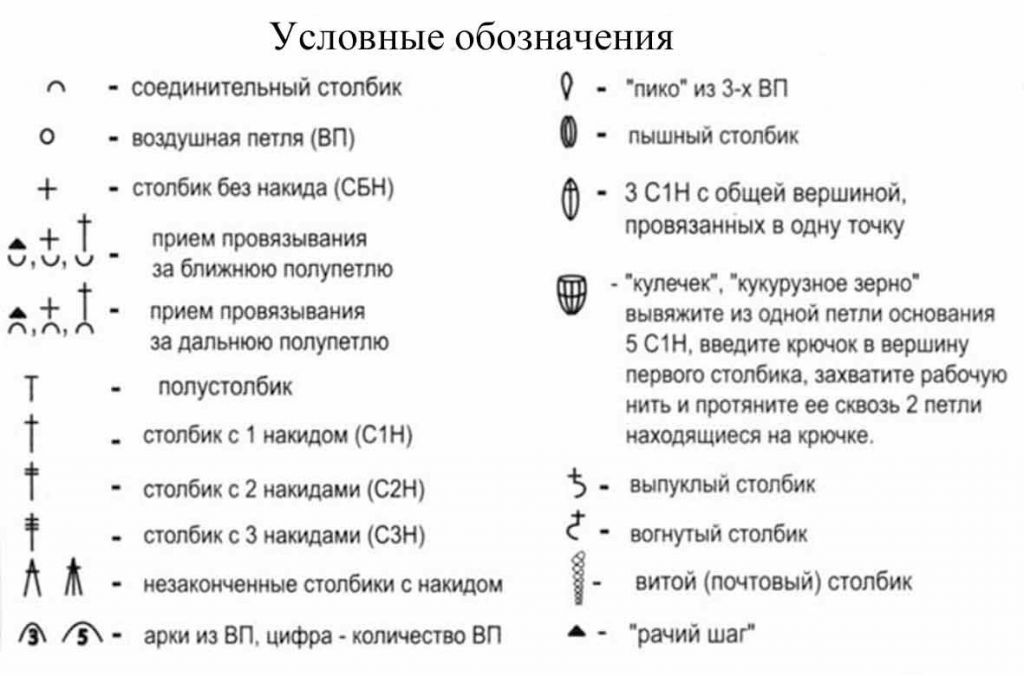 Условные обозначения
- соединительный столбик
- воздушная петля (ВП)
- столбик без накида (СБН)
, , - прием провязывания
за ближнюю полупетлю
, , - прием провязывания
за дальнюю полупетлю
- полустолбик
- столбик с 1 накидом (С1Н)
- столбик с 2 накидами (С2Н)
- столбик с 3 накидами (С3Н)
- незаконченные столбики с накидом
3 5 - арки из ВП, цифра - количество ВП
- "пико" из 3-х ВП
- пышный столбик
- 3 С1Н с общей вершиной,
провязанных в одну точку
- "кулечек", "кукурузное зерно"
вывяжите из одной петли основания
5 С1Н, введите крючок в вершину
первого столбика, захватите рабочую
нить и протяните ее сквозь 2 петли
находящиеся на крючке.
- выпуклый столбик
- вогнутый столбик
- витой (почтовый) столбик
- "рачий шаг"